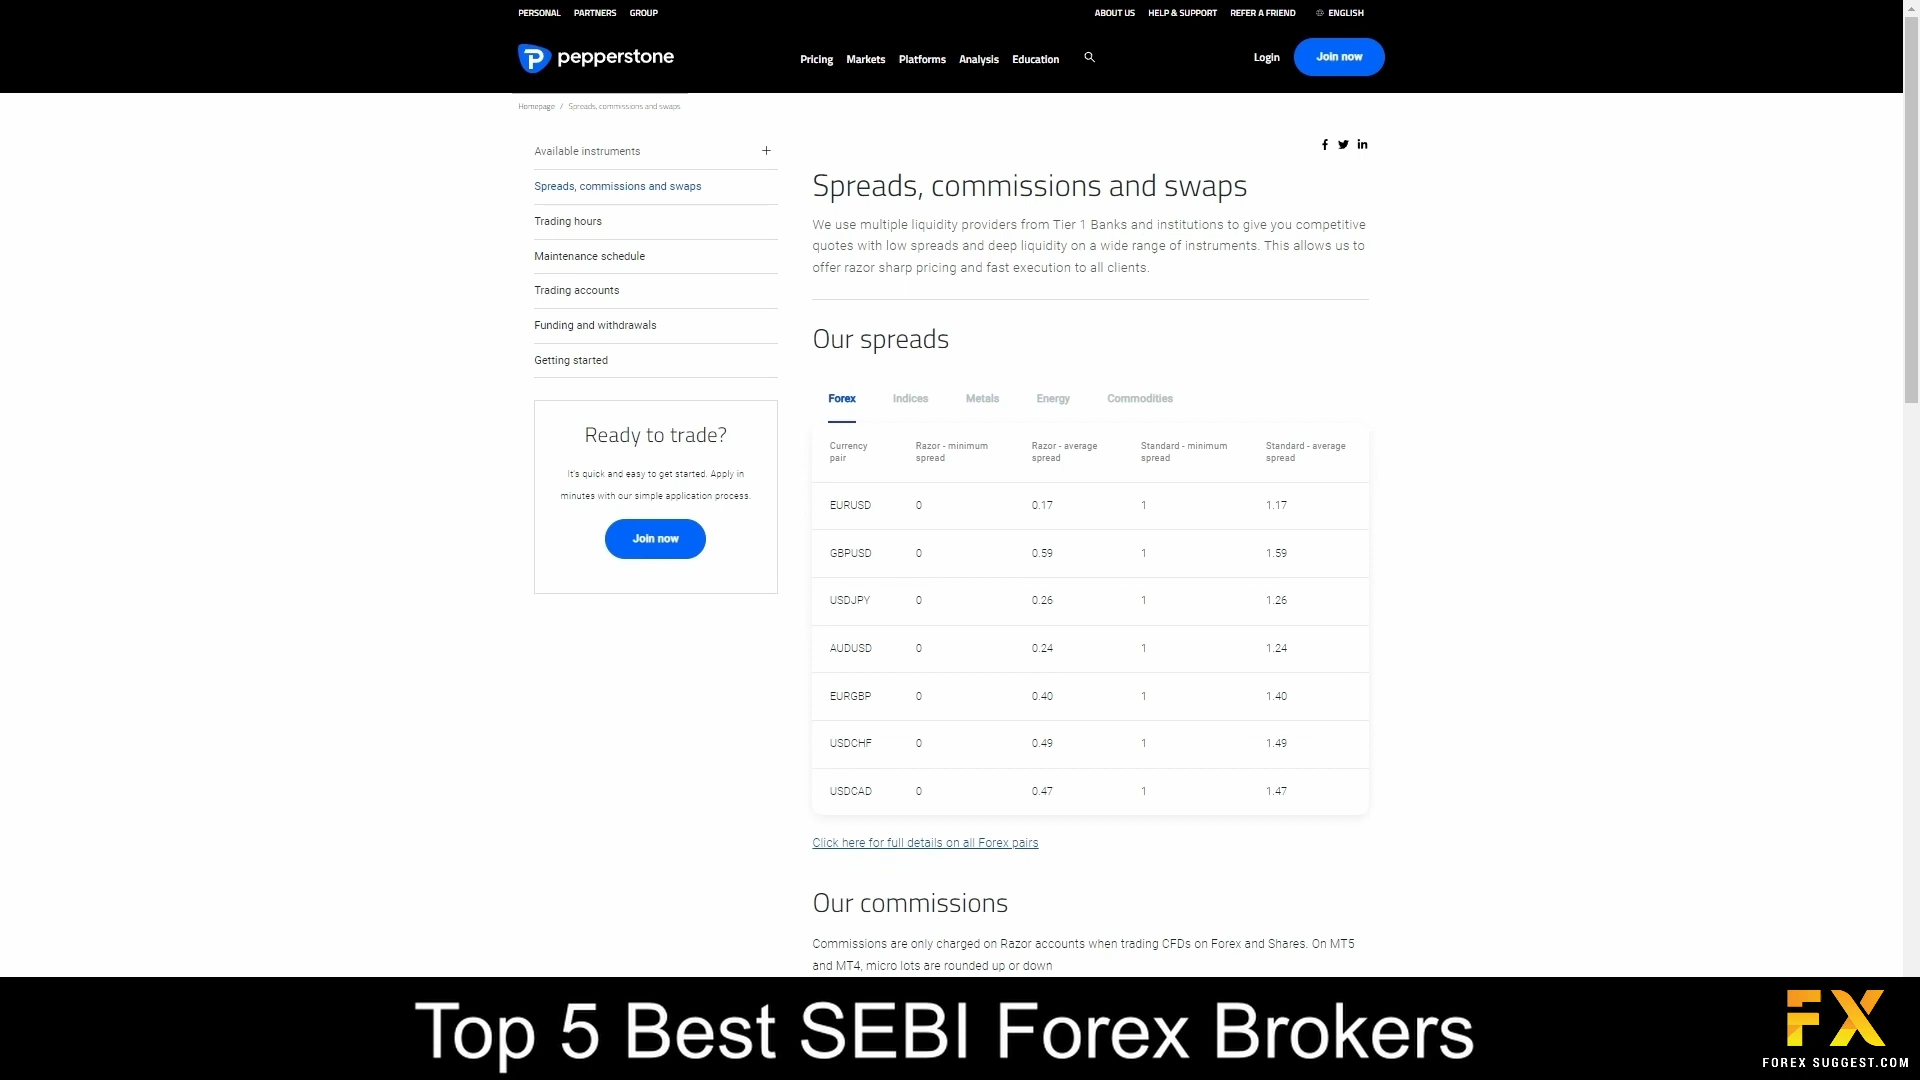 PERSONAL PARTNERS GROUP ABOUT US HELP & SUPPORT REFER A FRIEND ENGLISH
pepperstone Pricing Markets Platforms Analysis Education Login Join now
Homepage / Spreads, commissions and swaps
Available instruments +
Spreads, commissions and swaps
Trading hours
Maintenance schedule
Trading accounts
Funding and withdrawals
Getting started
Ready to trade?
It's quick and easy to get started. Apply in
minutes with our simple application process.
Join now
Spreads, commissions and swaps
We use multiple liquidity providers from Tier 1 Banks and institutions to give you competitive
quotes with low spreads and deep liquidity on a wide range of instruments. This allows us to
offer razor sharp pricing and fast execution to all clients.
Our spreads
Forex Indices Metals Energy Commodities
Currency pair Razor - minimum spread Razor - average spread Standard - minimum spread Standard - average spread
EURUSD 0 0.17 1 1.17
GBPUSD 0 0.59 1 1.59
USDJPY 0 0.26 1 1.26
AUDUSD 0 0.24 1 1.24
EURGBP 0 0.40 1 1.40
USDCHF 0 0.49 1 1.49
USDCAD 0 0.47 1 1.47
Click here for full details on all Forex pairs
Our commissions
Commissions are only charged on Razor accounts when trading CFDs on Forex and Shares. On MT5
and MT4, micro lots are rounded up or down
Top 5 Best SEBI Forex Brokers
FX
FOREX SUGGEST.COM